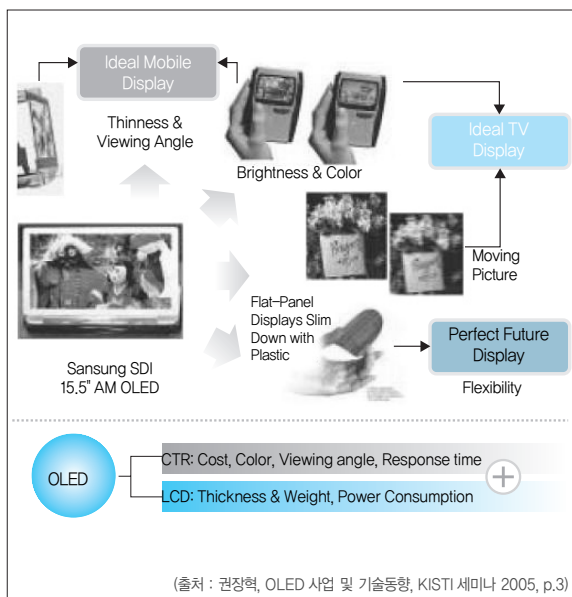 Ideal Mobile
Display
Thinness &
Viewing Angle
Brightness & Color
Ideal TV
Display
Moving
Picture
Flat-Panel
Displays Slim
Down with
Plastic
Sansung SDI
15.5" AM OLED
Perfect Future
Display
Flexibility
OLED
CTR: Cost, Color, Viewing angle, Response time
LCD: Thickness & Weight, Power Consumption
(출처 : 권장혁, OLED 사업 및 기술동향, KISTI 세미나 2005, p.3)